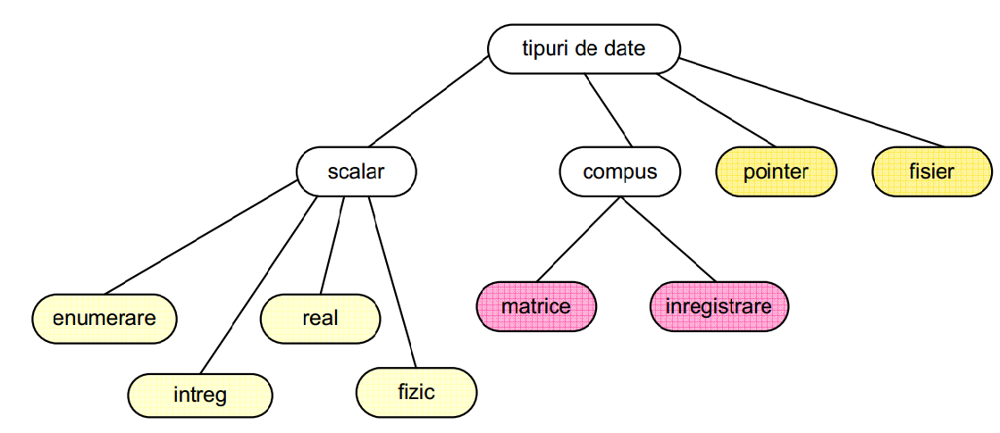 tipuri de date
scalar
compus
pointer
fisier
enumerare
real
matrice
inregistrare
intreg
fizic